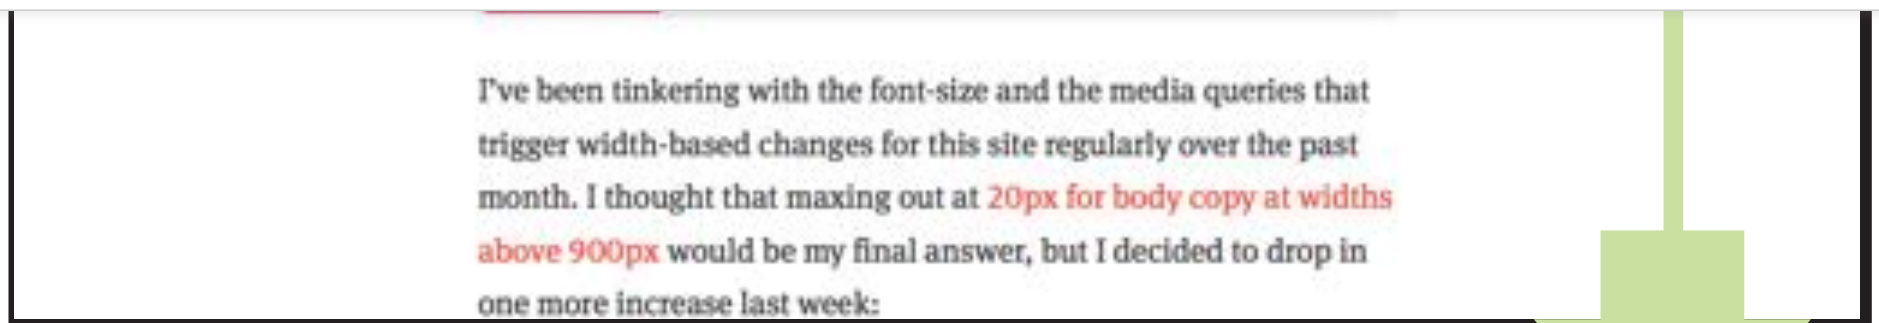 I've been tinkering with the font-size and the media queries that
trigger width-based changes for this site regularly over the past
month. I thought that maxing out at 20px for body copy at widths
above 900px would be my final answer, but I decided to drop in
one more increase last week: